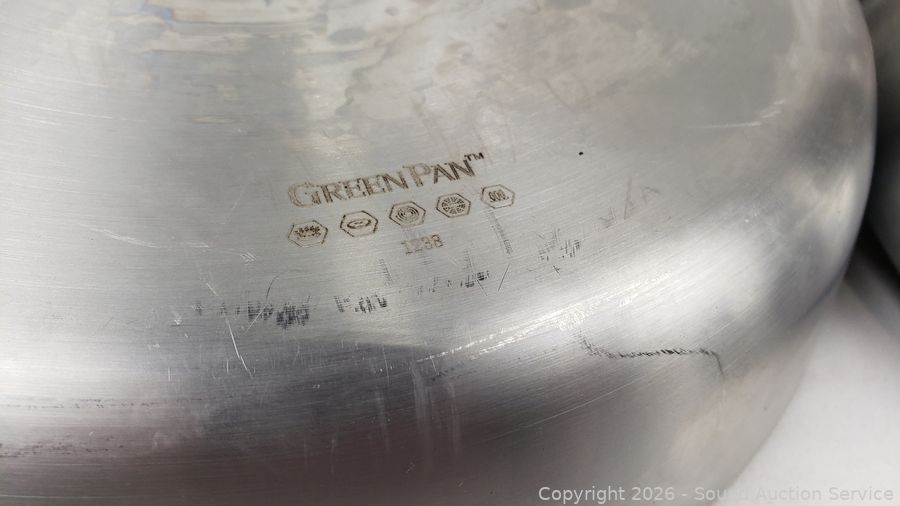 GREENPAN™
1238
Copyright 2026 - Sound Auction Service